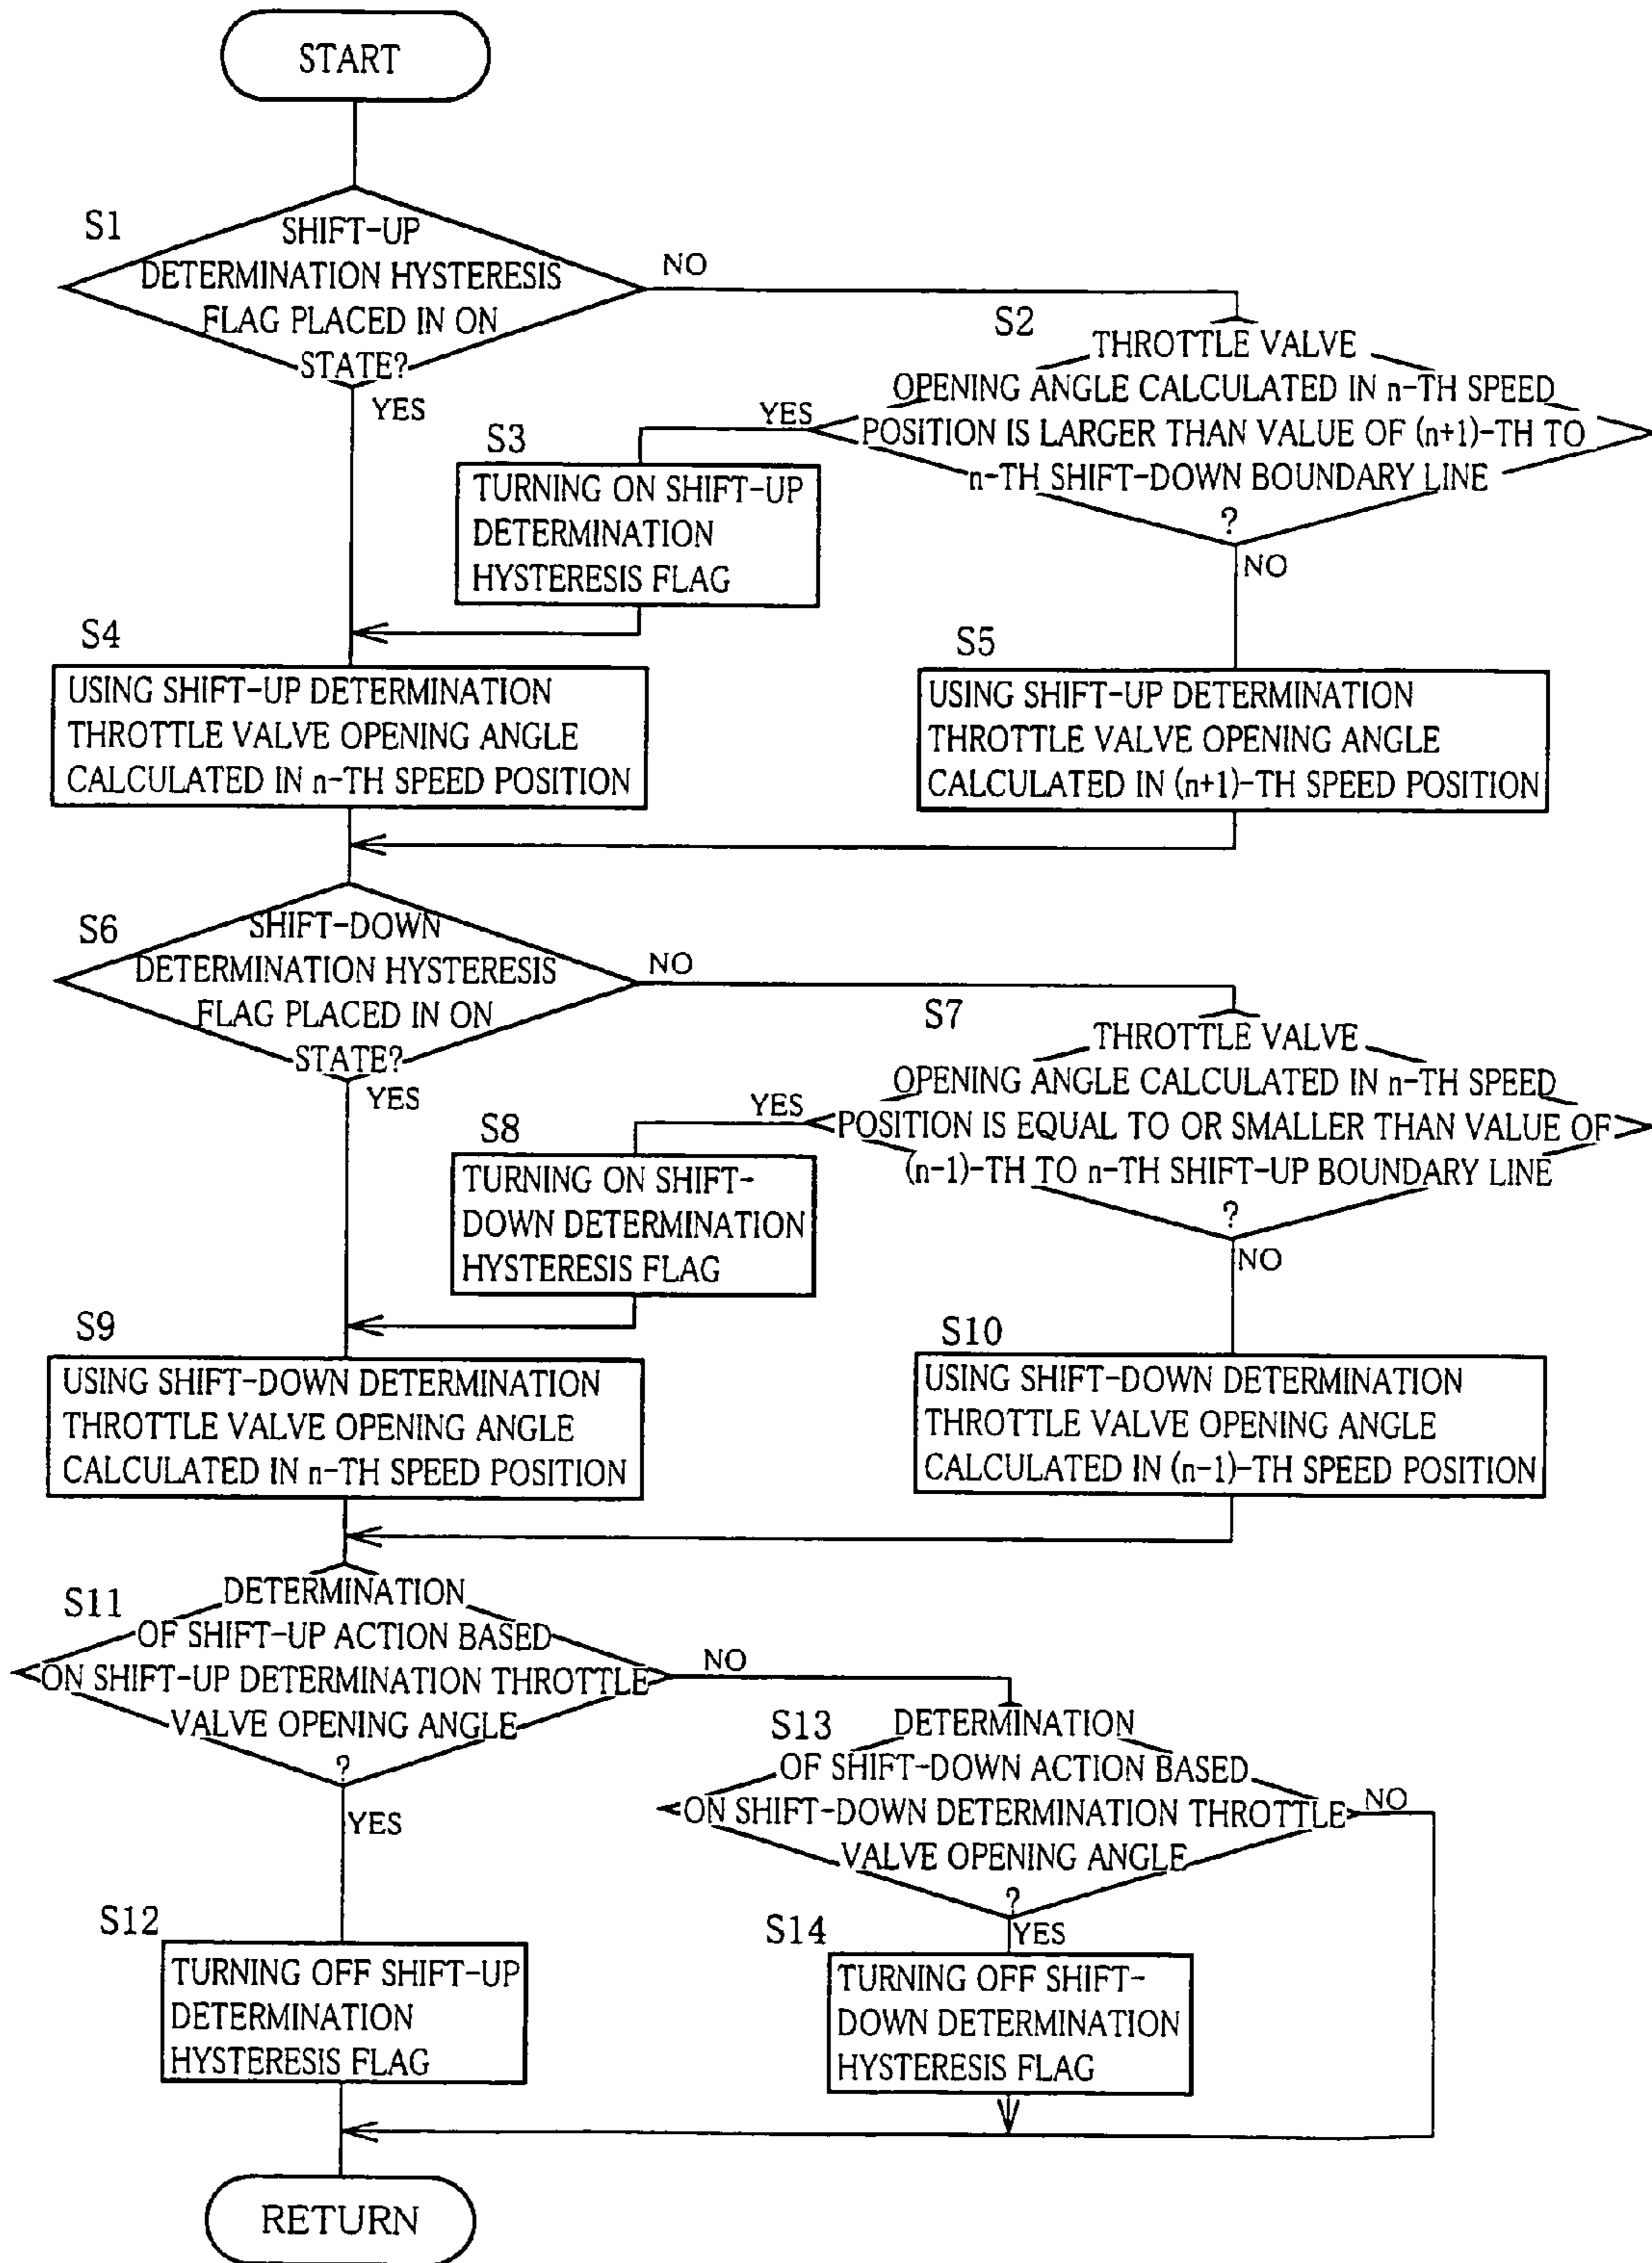 START
S1
SHIFT-UP
DETERMINATION HYSTERESIS
FLAG PLACED IN ON
STATE?
NO
YES
S2
THROTTLE VALVE
OPENING ANGLE CALCULATED IN n-TH SPEED
POSITION IS LARGER THAN VALUE OF (n+1)-TH TO
n-TH SHIFT-DOWN BOUNDARY LINE
?
YES
NO
S3
TURNING ON SHIFT-UP
DETERMINATION
HYSTERESIS FLAG
S4
USING SHIFT-UP DETERMINATION
THROTTLE VALVE OPENING ANGLE
CALCULATED IN n-TH SPEED POSITION
S5
USING SHIFT-UP DETERMINATION
THROTTLE VALVE OPENING ANGLE
CALCULATED IN (n+1)-TH SPEED POSITION
S6
SHIFT-DOWN
DETERMINATION HYSTERESIS
FLAG PLACED IN ON
STATE?
NO
YES
S7
THROTTLE VALVE
OPENING ANGLE CALCULATED IN n-TH SPEED
POSITION IS EQUAL TO OR SMALLER THAN VALUE OF
(n-1)-TH TO n-TH SHIFT-UP BOUNDARY LINE
?
YES
NO
S8
TURNING ON SHIFT-
DOWN DETERMINATION
HYSTERESIS FLAG
S9
USING SHIFT-DOWN DETERMINATION
THROTTLE VALVE OPENING ANGLE
CALCULATED IN n-TH SPEED POSITION
S10
USING SHIFT-DOWN DETERMINATION
THROTTLE VALVE OPENING ANGLE
CALCULATED IN (n-1)-TH SPEED POSITION
S11
DETERMINATION
OF SHIFT-UP ACTION BASED
ON SHIFT-UP DETERMINATION THROTTLE
VALVE OPENING ANGLE
?
NO
YES
S12
TURNING OFF SHIFT-UP
DETERMINATION
HYSTERESIS FLAG
S13
DETERMINATION
OF SHIFT-DOWN ACTION BASED
ON SHIFT-DOWN DETERMINATION THROTTLE
VALVE OPENING ANGLE
?
NO
YES
S14
TURNING OFF SHIFT-
DOWN DETERMINATION
HYSTERESIS FLAG
RETURN